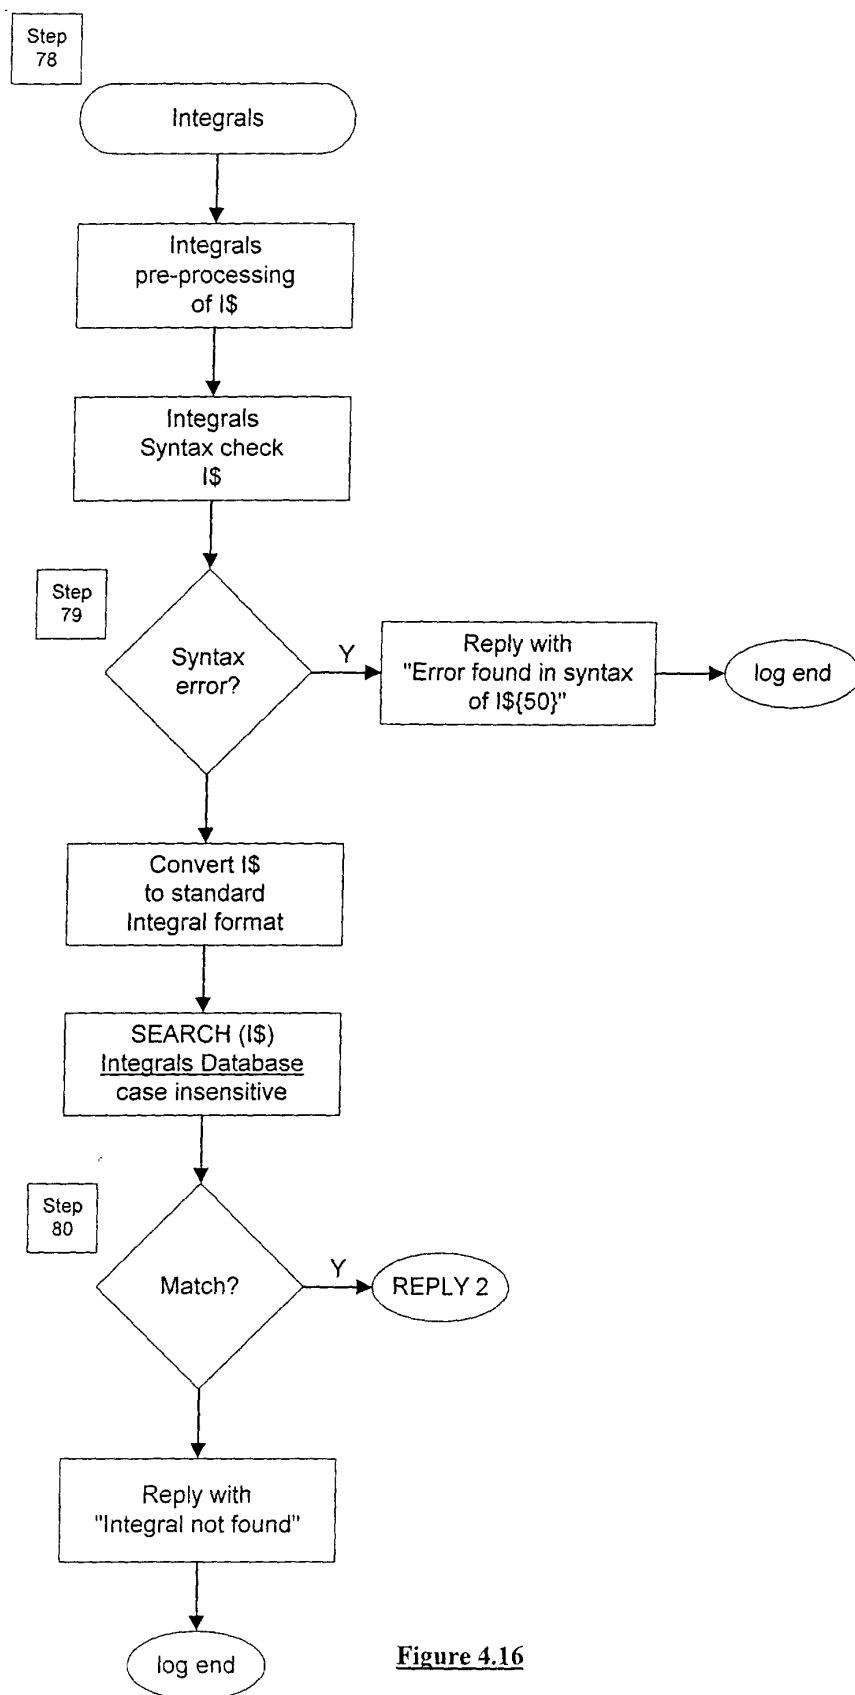 Step
78
Integrals
Integrals
pre-processing
of I$
Integrals
Syntax check
I$
Step
79
Syntax
error?
Y
Reply with
"Error found in syntax
of I${50}"
log end
Convert I$
to standard
Integral format
SEARCH (I$)
Integrals Database
case insensitive
Step
80
Match?
Y
REPLY 2
Reply with
"Integral not found"
log end
Figure 4.16